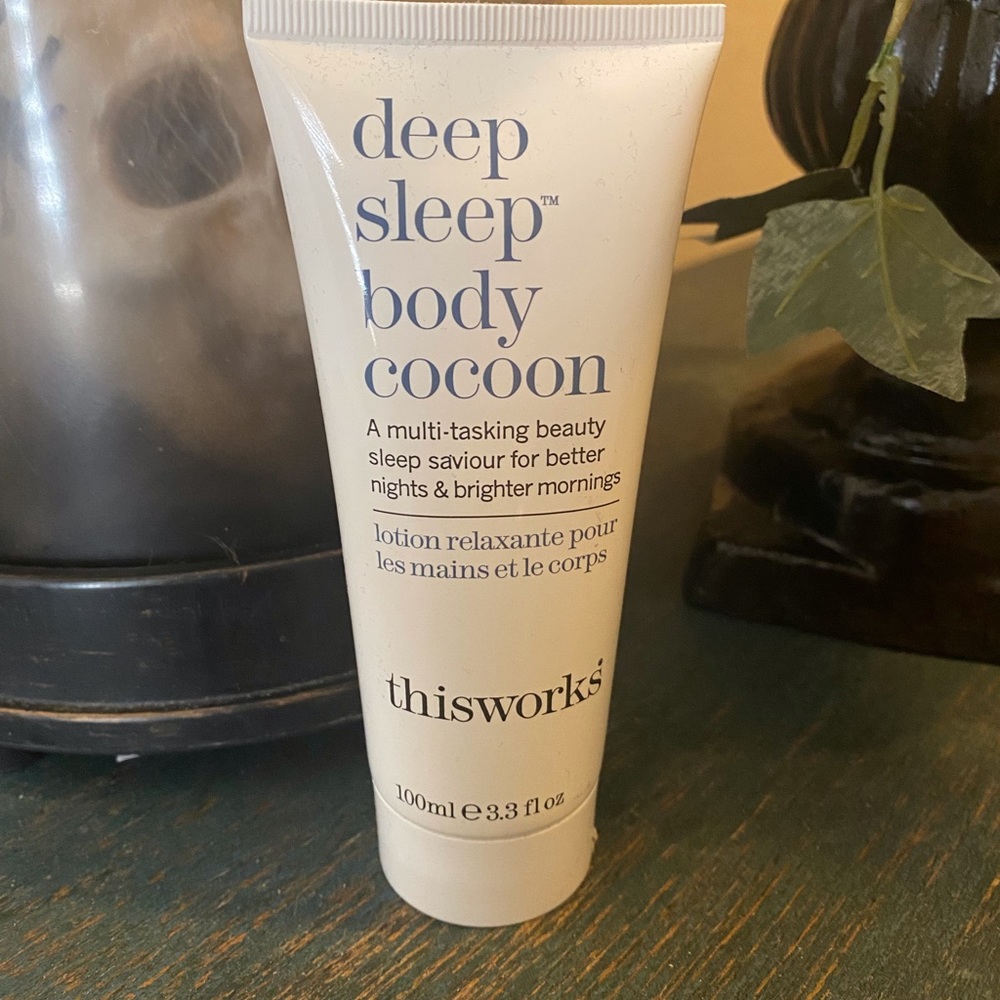 deep
sleep™
body
cocoon
A multi-tasking beauty
sleep saviour for better
nights & brighter mornings
lotion relaxante pour
les mains et le corps
thisworks
100ml ℮ 3.3 fl oz